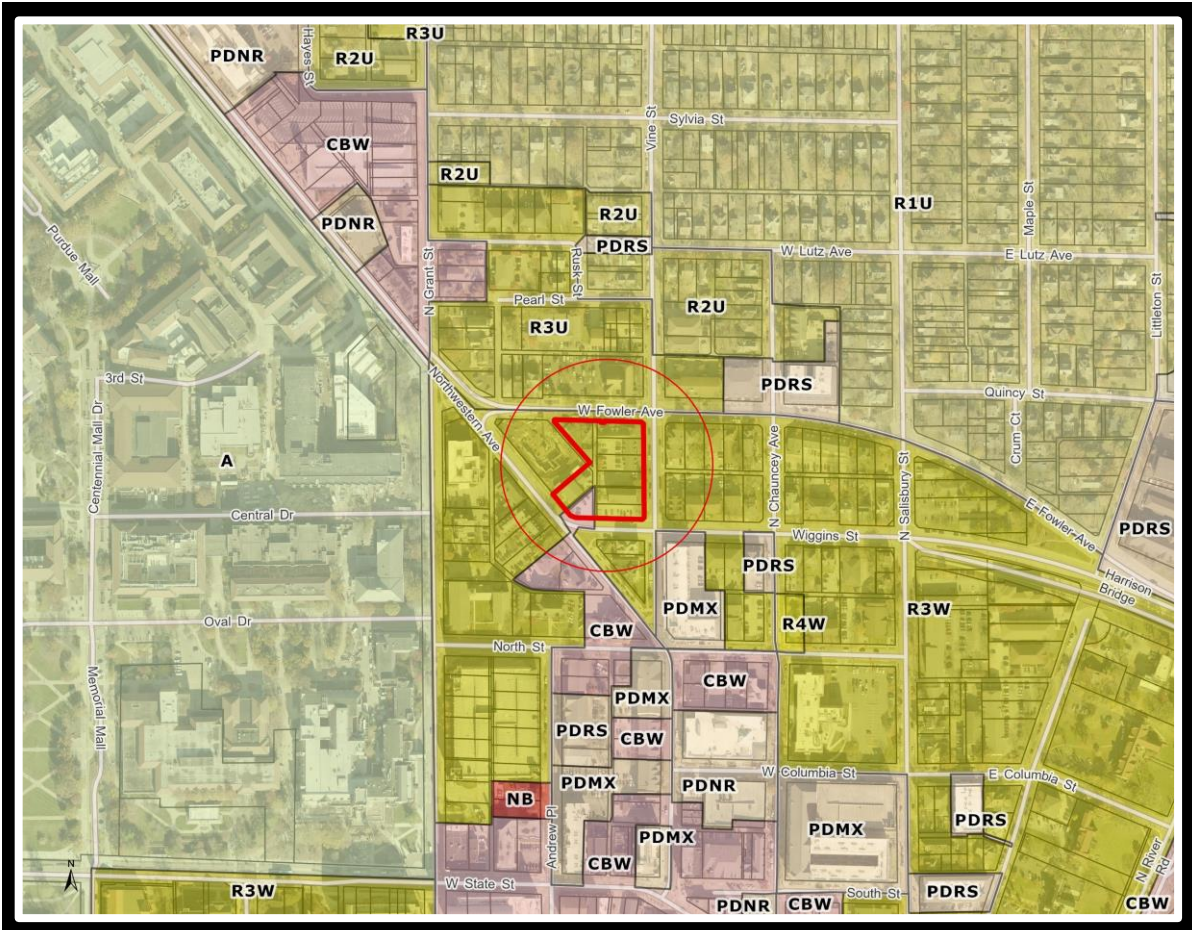 R3U
PDNR
Hayes St
R2U
Vine St
Sylvia St
CBW
R2U
Maple St
R1U
R2U
PDNR
Purdue Mall
PDRS
W Lutz Ave
E Lutz Ave
N Grant St
Rusk St
Littleton St
Pearl St
R2U
R3U
3rd St
PDRS
Quincy St
Northwestern Ave
W Fowler Ave
Centennial Mall Dr
Crum Ct
A
N Chauncey Ave
N Salisbury St
Central Dr
E Fowler Ave
PDRS
Wiggins St
PDRS
Harrison
Bridge
PDMX
R3W
R4W
Oval Dr
CBW
North St
Memorial Mall
CBW
PDMX
PDRS
CBW
W Columbia St
E Columbia St
PDMX
PDNR
NB
PDRS
PDMX
PDMX
Andrew Pl
CBW
N River
Rd
N
W State St
R3W
South St
PDRS
PDNR
CBW
CBW